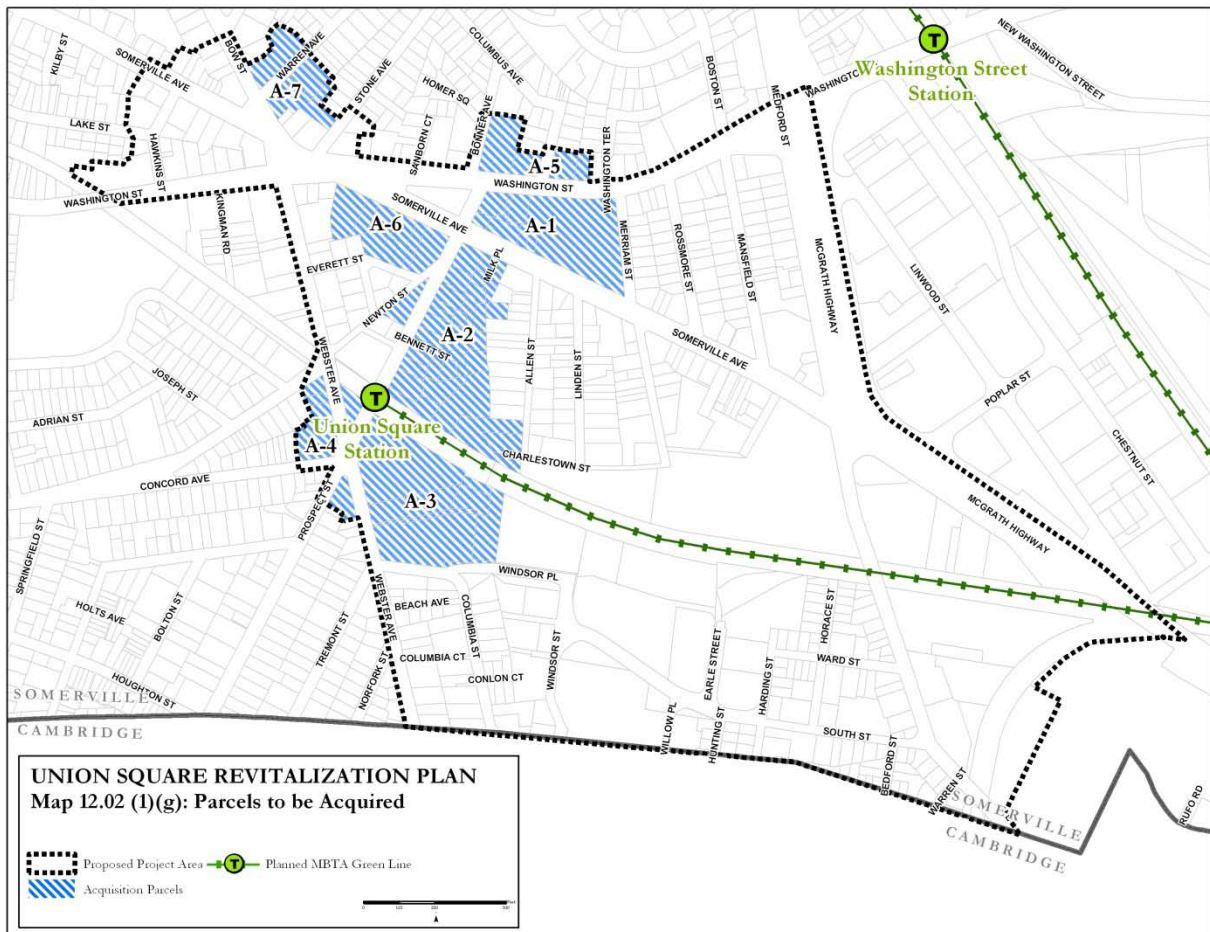 KILBY ST
SOMERVILLE AVE
BOW ST
WARREN AVE
A-7
STONE AVE
COLUMBUS AVE
HOMER SQ
BOSTON ST
MEDFORD ST
WASHINGTON
NEW WASHINGTON STREET
Washington Street
Station
LAKE ST
HAWKINS ST
SANBORN CT
BONNER AVE
A-5
WASHINGTON TER
WASHINGTON ST
WASHINGTON ST
KINGMAN RD
A-6
SOMERVILLE AVE
A-1
MERRIAM ST
ROSSMORE ST
MANSFIELD ST
MCGRATH HIGHWAY
LINWOOD ST
EVERETT ST
MILK PL
NEWTON ST
A-2
BENNETT ST
SOMERVILLE AVE
ALLEN ST
LINDEN ST
WEBSTER AVE
JOSEPH ST
POPLAR ST
CHESTNUT ST
ADRIAN ST
Union Square
Station
A-4
CHARLESTOWN ST
CONCORD AVE
PROSPECT ST
A-3
MCGRATH HIGHWAY
SPRINGFIELD ST
WINDSOR PL
HOLTS AVE
BOLTON ST
TREMONT ST
WEBSTER AVE
BEACH AVE
COLUMBIA ST
HORACE ST
WARD ST
COLUMBIA CT
WINDSOR ST
EARLE STREET
HARDING ST
CONLON CT
HOUGHTON ST
NORFORK ST
SOMERVILLE
CAMBRIDGE
WILLOW PL
HUNTING ST
SOUTH ST
BEDFORD ST
WARREN ST
SOMERVILLE
CAMBRIDGE
RUFO RD
UNION SQUARE REVITALIZATION PLAN
Map 12.02 (1)(g): Parcels to be Acquired
Proposed Project Area
T
Planned MBTA Green Line
Acquisition Parcels
T
T